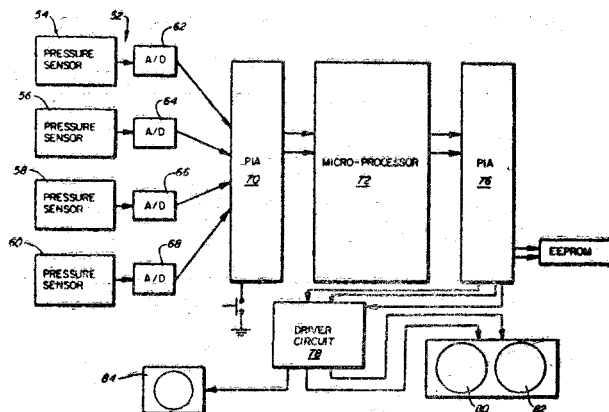 54
52
62
PRESSURE SENSOR
A/D
56
64
PRESSURE SENSOR
A/D
58
66
PRESSURE SENSOR
A/D
60
68
PRESSURE SENSOR
A/D
PIA
70
MICRO-PROCESSOR
72
PIA
76
EEPROM
DRIVER CIRCUIT
78
84
80
82